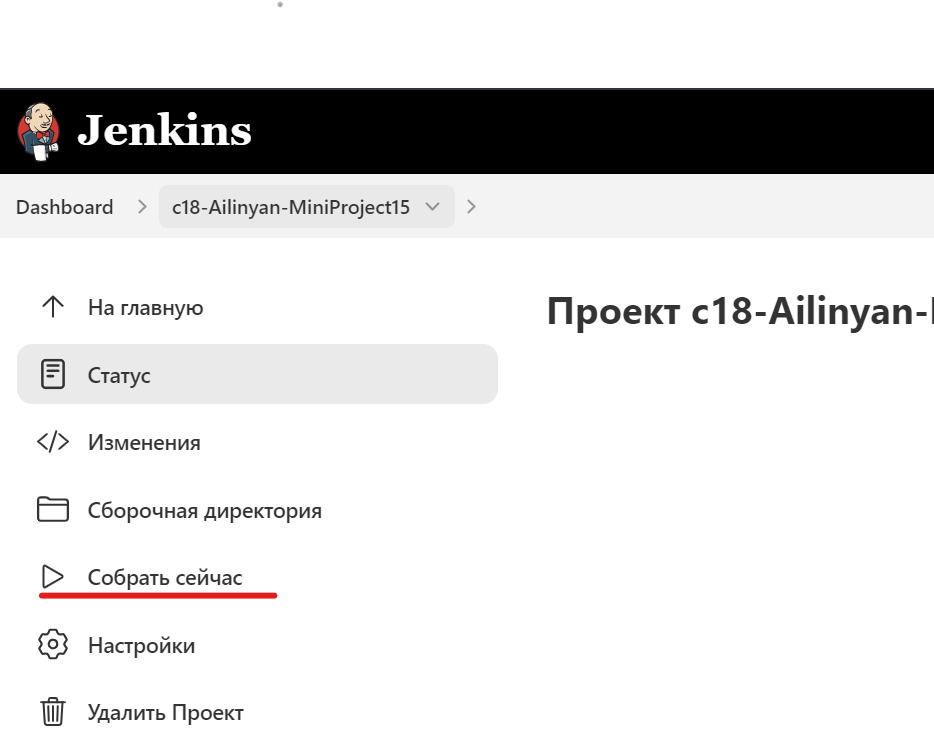 Jenkins
Dashboard > c18-Ailinyan-MiniProject15 >
На главную
Проект c18-Ailinyan-
Статус
Изменения
Сборочная директория
Собрать сейчас
Настройки
Удалить Проект